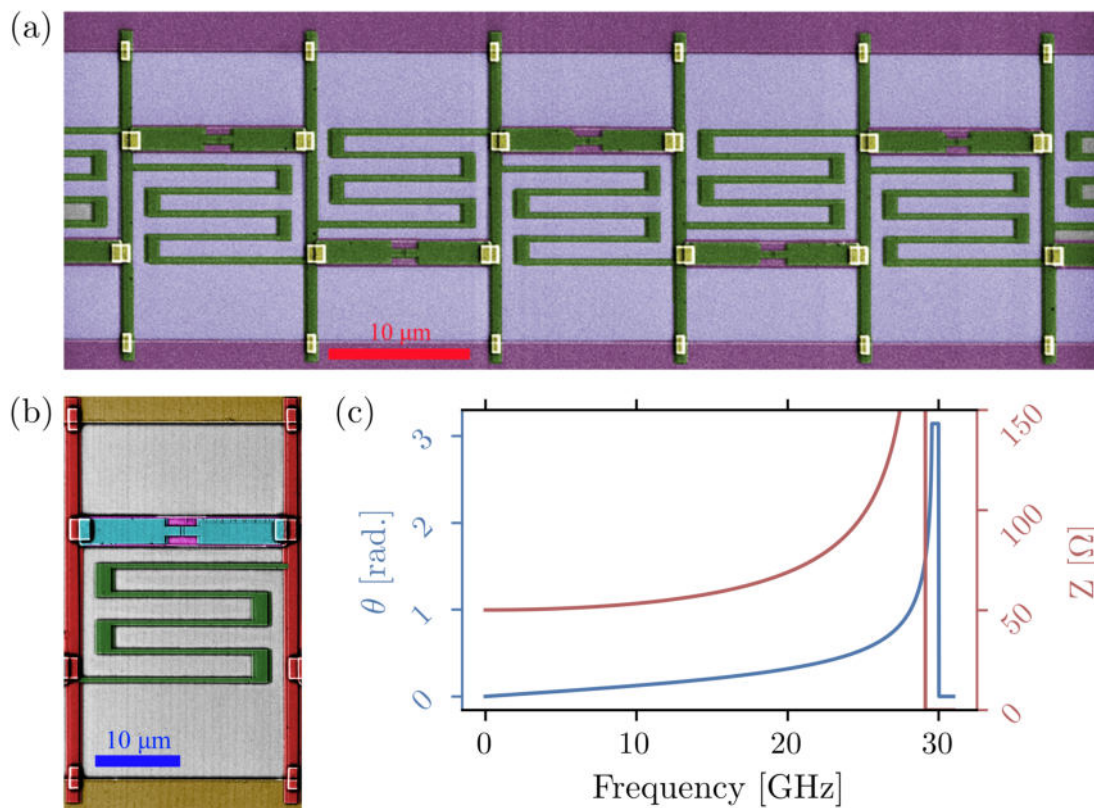 (a)
10 μm
(b)
10 μm
(c)
θ [rad.]
3
2
1
0
150
100
50
0
Z [Ω]
0 10 20 30
Frequency [GHz]